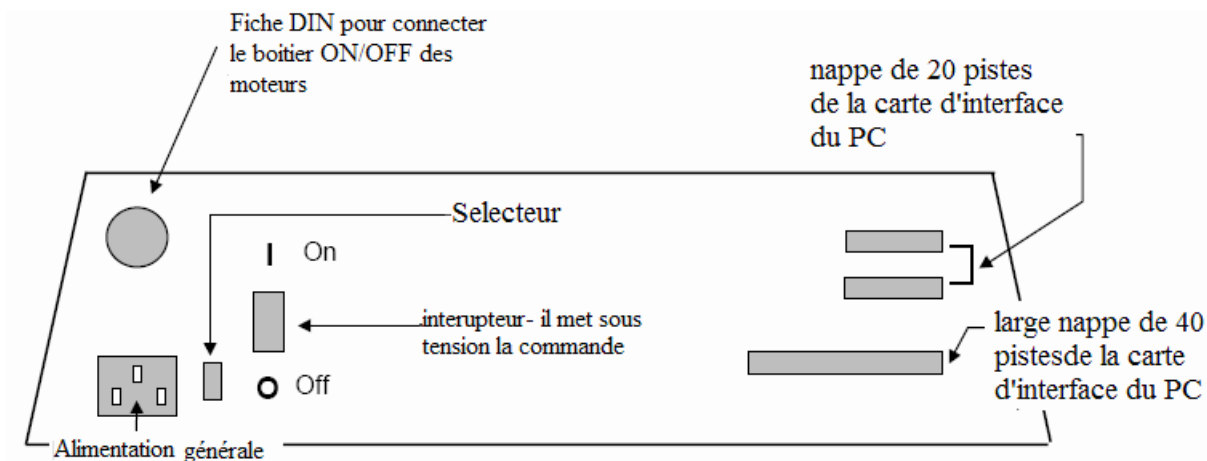 Fiche DIN pour connecter
le boitier ON/OFF des
moteurs
nappe de 20 pistes
de la carte d'interface
du PC
Selecteur
On
interupteur- il met sous
tension la commande
Off
large nappe de 40
pistesde la carte
d'interface du PC
Alimentation générale